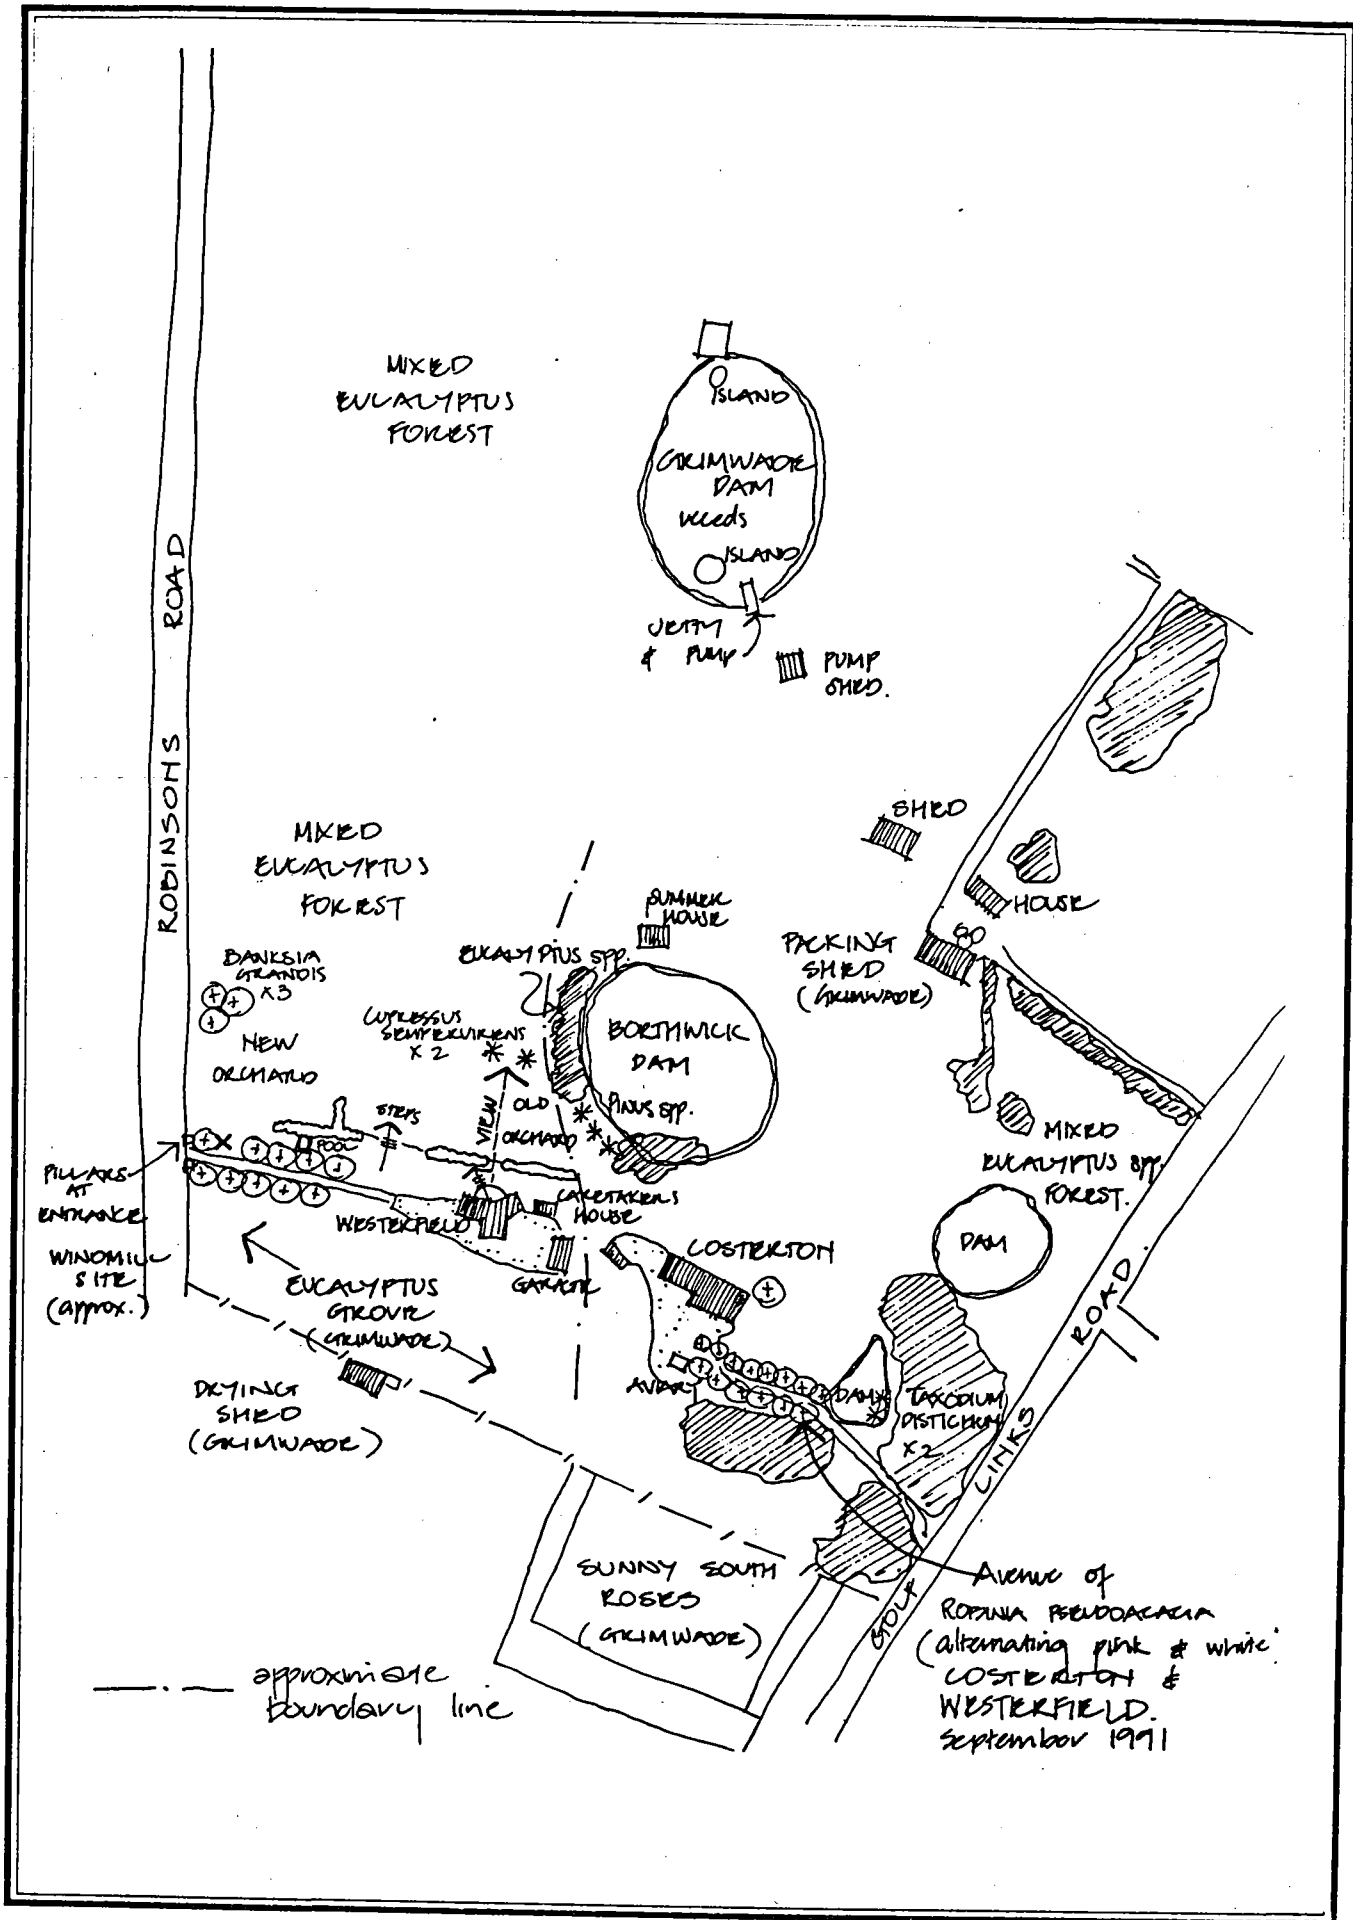 MIXED
EUCALYPTUS
FOREST
ISLAND
GRIMWADE
DAM
reeds
ISLAND
JETTY
& PUMP
PUMP
SHED.
ROBINSONS ROAD
SHED
HOUSE
PACKING
SHED
(GRIMWADE)
MIXED
EUCALYPTUS
FOREST
SUMMER
HOUSE
EUCALYPTUS spp.
BANKSIA
GRANDIS
X3
CUPRESSUS
SEMPERVIRENS
X 2
BORTHWICK
DAM
NEW
ORCHARD
STEPS
VIEW
OLD
ORCHARD
PINUS spp.
MIXED
EUCALYPTUS spp.
FOREST.
POOL
X
PILLARS
AT
ENTRANCE
WESTERFIELD
CARETAKERS
HOUSE
WINDMILL
SITE
(approx.)
GARAGE
COSTERTON
DAM
EUCALYPTUS
GROVE
(GRIMWADE)
DRYING
SHED
(GRIMWADE)
AVIARY
DAM
TAXODIUM
DISTICHUM
X2
GOLF LINKS ROAD.
SUNNY SOUTH
ROSES
(GRIMWADE)
Avenue of
ROBINIA PSEUDOACACIA
(alternating pink & white
COSTERTON &
WESTERFIELD.
September 1991
approximate
boundary line